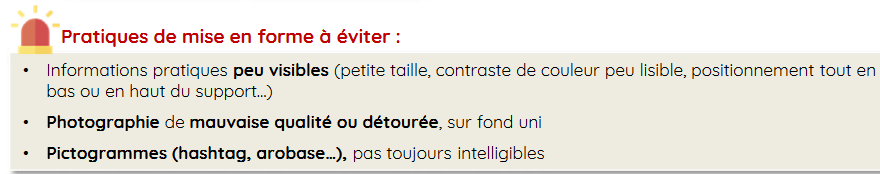 Pratiques de mise en forme à éviter :
• Informations pratiques peu visibles (petite taille, contraste de couleur peu lisible, positionnement tout en
bas ou en haut du support…)
• Photographie de mauvaise qualité ou détourée, sur fond uni
• Pictogrammes (hashtag, arobase…), pas toujours intelligibles